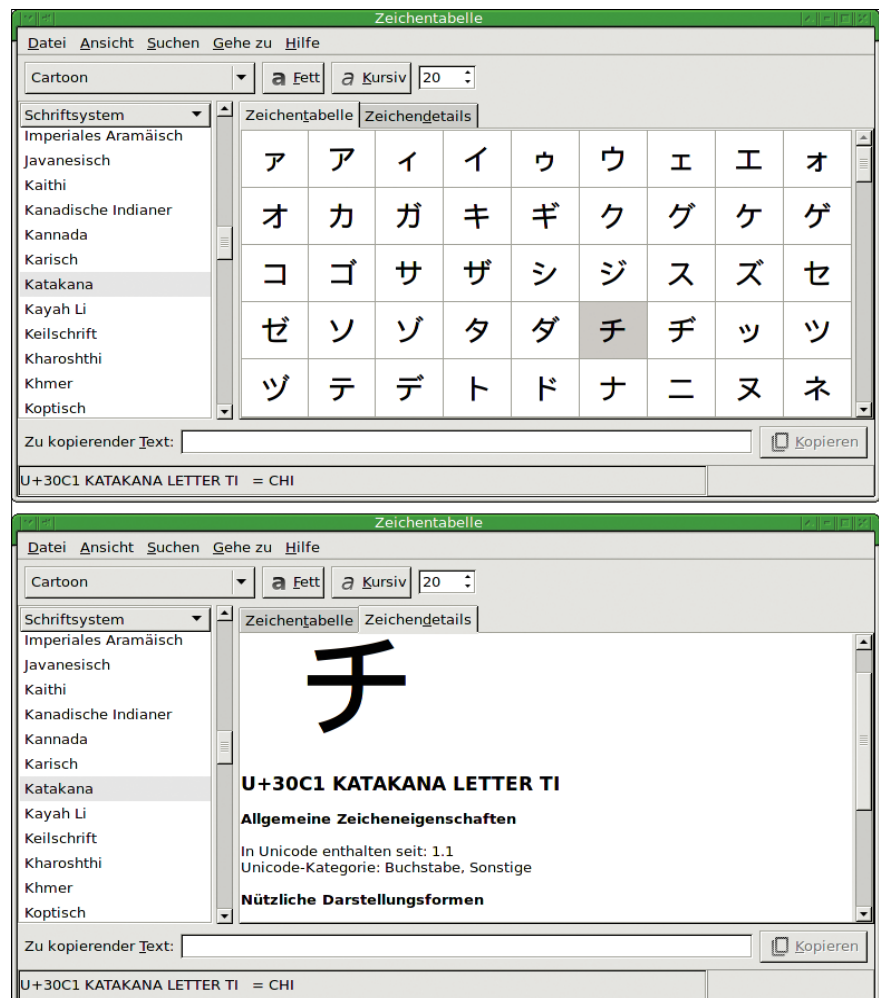 Zeichentabelle
Datei Ansicht Suchen Gehe zu Hilfe
Cartoon a Fett a Kursiv 20
Schriftsystem
Imperiales Aramäisch
Javanesisch
Kaithi
Kanadische Indianer
Kannada
Karisch
Katakana
Kayah Li
Keilschrift
Kharoshthi
Khmer
Koptisch
Zeichentabelle Zeichendetails
ァ ア ィ イ ゥ ウ ェ エ ォ
オ カ ガ キ ギ ク グ ケ ゲ
コ ゴ サ ザ シ ジ ス ズ セ
ゼ ソ ゾ タ ダ チ ヂ ッ ツ
ヅ テ デ ト ド ナ ニ ヌ ネ
Zu kopierender Text: Kopieren
U+30C1 KATAKANA LETTER TI = CHI
Zeichentabelle
Datei Ansicht Suchen Gehe zu Hilfe
Cartoon a Fett a Kursiv 20
Schriftsystem
Imperiales Aramäisch
Javanesisch
Kaithi
Kanadische Indianer
Kannada
Karisch
Katakana
Kayah Li
Keilschrift
Kharoshthi
Khmer
Koptisch
Zeichentabelle Zeichendetails
チ
U+30C1 KATAKANA LETTER TI
Allgemeine Zeicheneigenschaften
In Unicode enthalten seit: 1.1
Unicode-Kategorie: Buchstabe, Sonstige
Nützliche Darstellungsformen
Zu kopierender Text: Kopieren
U+30C1 KATAKANA LETTER TI = CHI